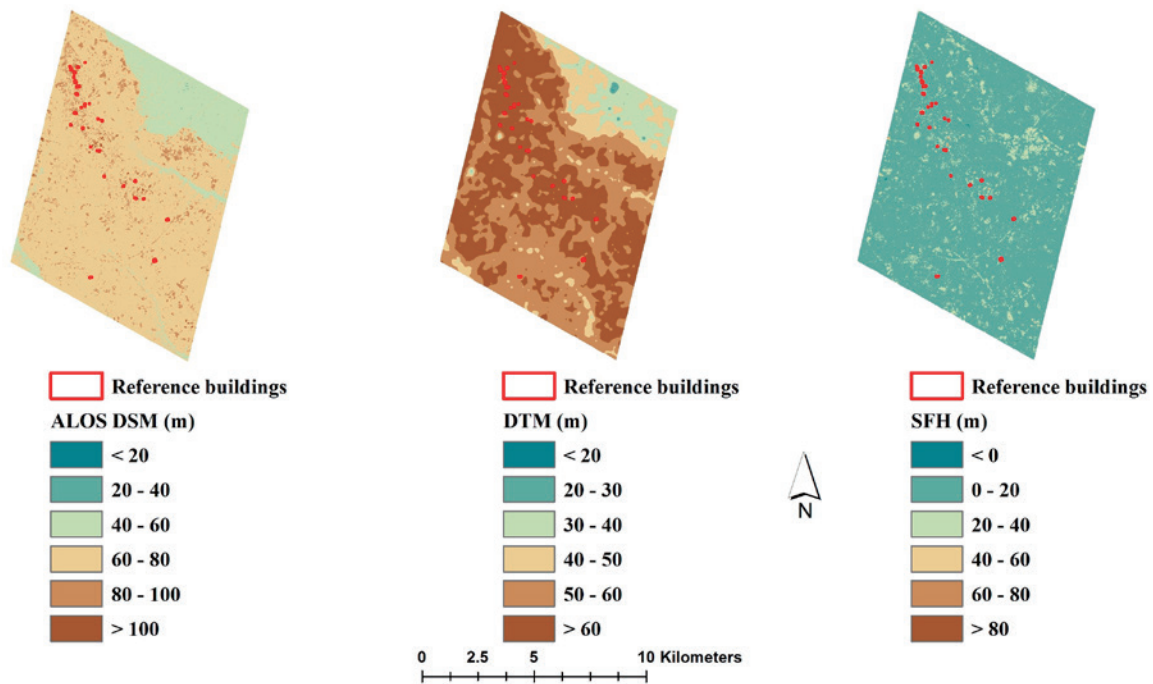 Reference buildings
ALOS DSM (m)
< 20
20 - 40
40 - 60
60 - 80
80 - 100
> 100
Reference buildings
DTM (m)
< 20
20 - 30
30 - 40
40 - 50
50 - 60
> 60
N
Reference buildings
SFH (m)
< 0
0 - 20
20 - 40
40 - 60
60 - 80
> 80
0 2.5 5 10 Kilometers